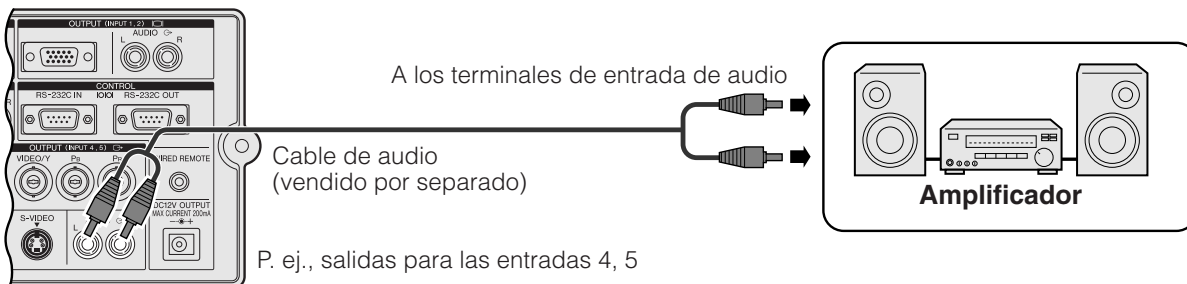 OUTPUT (INPUT 1, 2)
AUDIO
L R
CONTROL
R RS-232C IN IOIOI RS-232C OUT
OUTPUT (INPUT 4, 5)
VIDEO/Y PB PR WIRED REMOTE
DC12V OUTPUT
MAX CURRENT 200mA
S-VIDEO
L
A los terminales de entrada de audio
Cable de audio
(vendido por separado)
P. ej., salidas para las entradas 4, 5
Amplificador